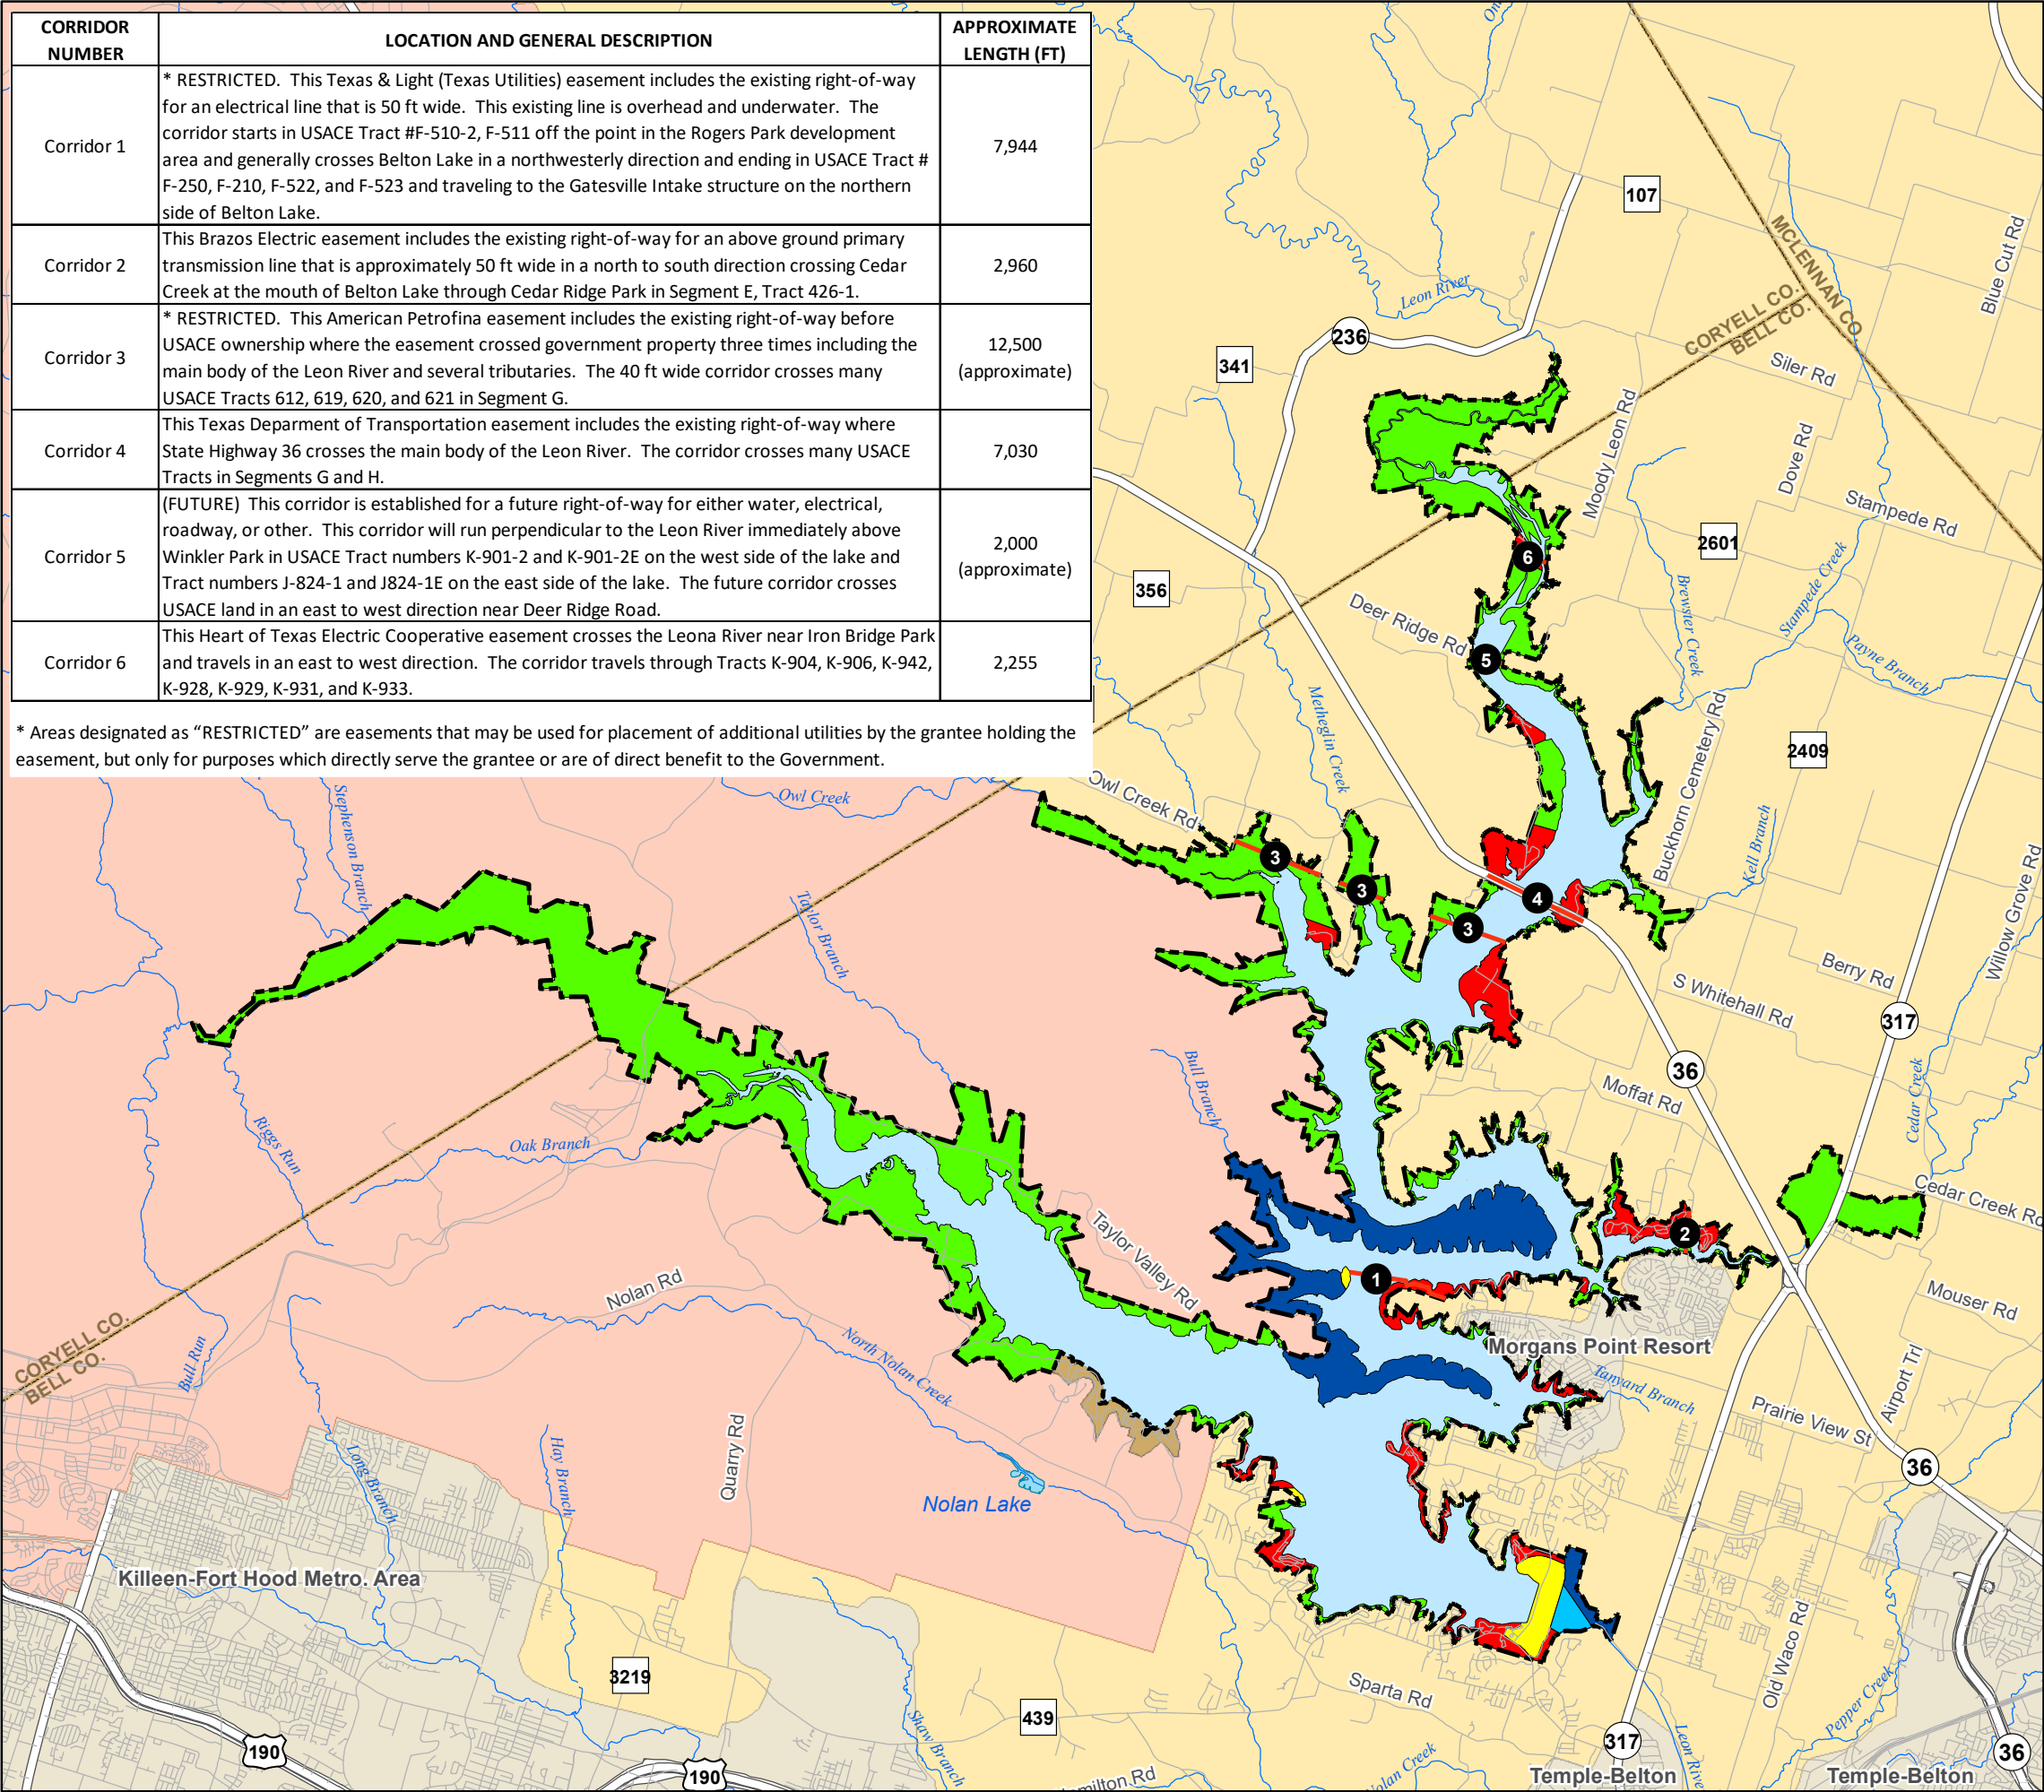 CORRIDOR
NUMBER
LOCATION AND GENERAL DESCRIPTION
APPROXIMATE
LENGTH (FT)
Corridor 1
* RESTRICTED. This Texas & Light (Texas Utilities) easement includes the existing right-of-way
for an electrical line that is 50 ft wide. This existing line is overhead and underwater. The
corridor starts in USACE Tract #F-510-2, F-511 off the point in the Rogers Park development
area and generally crosses Belton Lake in a northwesterly direction and ending in USACE Tract #
F-250, F-210, F-522, and F-523 and traveling to the Gatesville Intake structure on the northern
side of Belton Lake.
7,944
Corridor 2
This Brazos Electric easement includes the existing right-of-way for an above ground primary
transmission line that is approximately 50 ft wide in a north to south direction crossing Cedar
Creek at the mouth of Belton Lake through Cedar Ridge Park in Segment E, Tract 426-1.
2,960
Corridor 3
* RESTRICTED. This American Petrofina easement includes the existing right-of-way before
USACE ownership where the easement crossed government property three times including the
main body of the Leon River and several tributaries. The 40 ft wide corridor crosses many
USACE Tracts 612, 619, 620, and 621 in Segment G.
12,500
(approximate)
Corridor 4
This Texas Deparment of Transportation easement includes the existing right-of-way where
State Highway 36 crosses the main body of the Leon River. The corridor crosses many USACE
Tracts in Segments G and H.
7,030
Corridor 5
(FUTURE) This corridor is established for a future right-of-way for either water, electrical,
roadway, or other. This corridor will run perpendicular to the Leon River immediately above
Winkler Park in USACE Tract numbers K-901-2 and K-901-2E on the west side of the lake and
Tract numbers J-824-1 and J824-1E on the east side of the lake. The future corridor crosses
USACE land in an east to west direction near Deer Ridge Road.
2,000
(approximate)
Corridor 6
This Heart of Texas Electric Cooperative easement crosses the Leona River near Iron Bridge Park
and travels in an east to west direction. The corridor travels through Tracts K-904, K-906, K-942,
K-928, K-929, K-931, and K-933.
2,255
* Areas designated as “RESTRICTED” are easements that may be used for placement of additional utilities by the grantee holding the
easement, but only for purposes which directly serve the grantee or are of direct benefit to the Government.
107
MCLENNAN CO.
Blue Cut Rd
Leon River
CORYELL CO.
BELL CO.
236
341
Siler Rd
Moody Leon Rd
Dove Rd
Stampede Rd
2601
6
356
Deer Ridge Rd
Brewster Creek
Stampede Creek
Payne Branch
5
Metheglin Creek
Buckhorn Cemetery Rd
2409
Owl Creek
Owl Creek Rd
Stephenson Branch
Kell Branch
Willow Grove Rd
3
3
4
3
Taylor Branch
Berry Rd
S Whitehall Rd
317
36
Bull Branch
Moffat Rd
Cedar Creek
Riggs Run
Oak Branch
Cedar Creek Rd
Taylor Valley Rd
2
1
Nolan Rd
Mouser Rd
CORYELL CO.
BELL CO.
Bull Run
North Nolan Creek
Morgans Point Resort
Tanyard Branch
Airport Trl
Prairie View St
36
Long Branch
Hay Branch
Quarry Rd
Nolan Lake
Killeen-Fort Hood Metro. Area
Old Waco Rd
3219
Sparta Rd
439
Pepper Creek
Shaw Branch
317
190
190
36
Nolan Creek
Temple-Belton
Temple-Belton